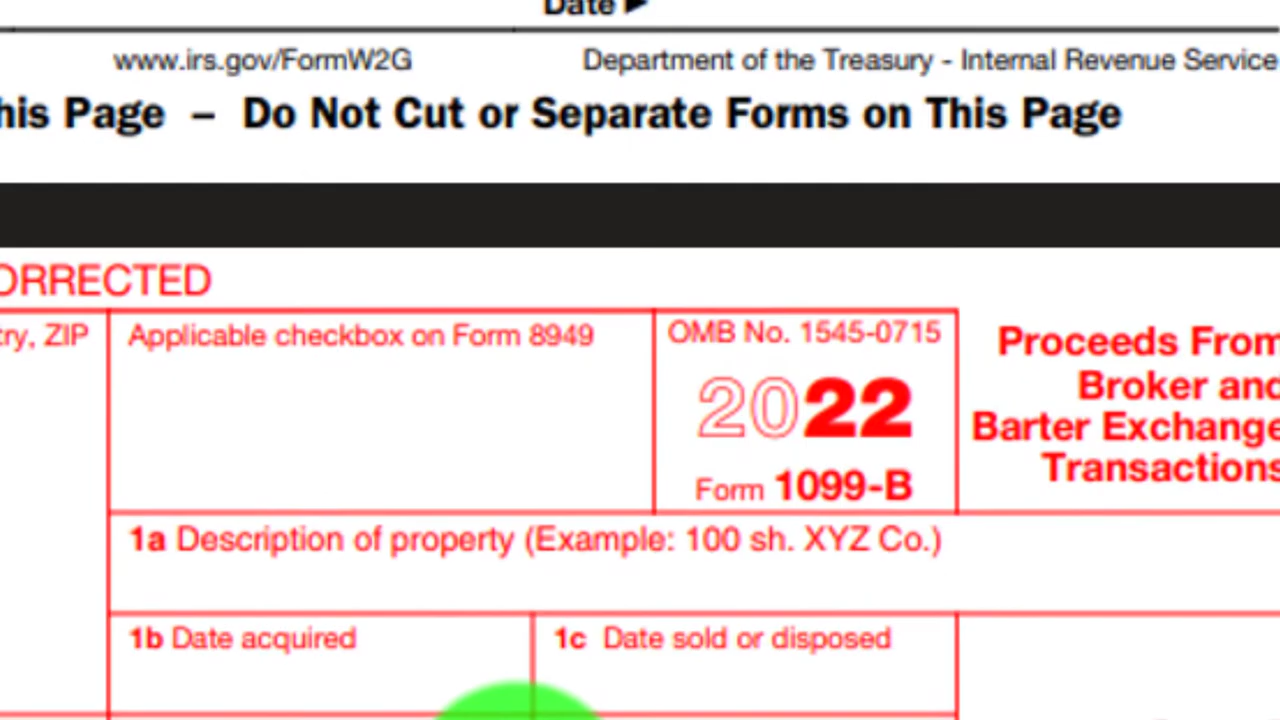 Date ►
www.irs.gov/FormW2G Department of the Treasury - Internal Revenue Service
his Page – Do Not Cut or Separate Forms on This Page
ORRECTED
try, ZIP
Applicable checkbox on Form 8949
OMB No. 1545-0715
2022
Form 1099-B
Proceeds From
Broker and
Barter Exchange
Transactions
1a Description of property (Example: 100 sh. XYZ Co.)
1b Date acquired
1c Date sold or disposed